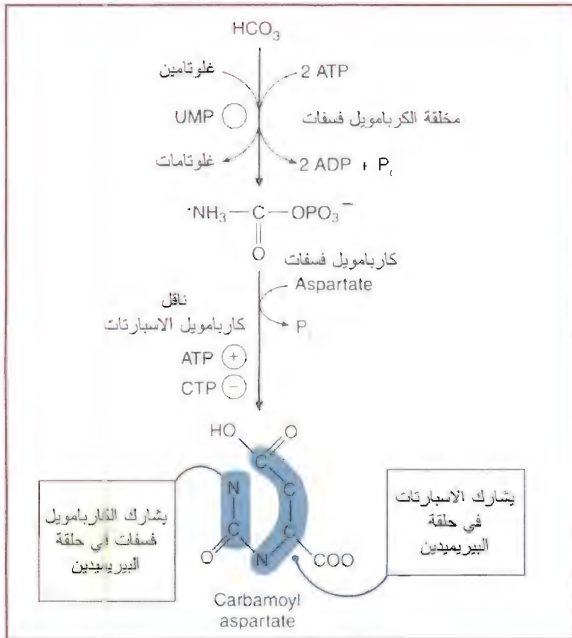 HCO₃
غلوتامين
2 ATP
UMP
مخلقة الكربامويل فسفات
غلوتامات
2 ADP + Pᵢ
⁺NH₃—C—OPO₃⁻
O
كاربامويل فسفات
Aspartate
ناقل
كاربامويل الاسبارتات
Pᵢ
ATP +
CTP −
HO
O
C
N
C
C
C
C
O
N
COO
يشارك الكاربامويل
فسفات في حلقة
البيريميدين
يشارك الاسبارتات
في حلقة
البيريميدين
Carbamoyl
aspartate